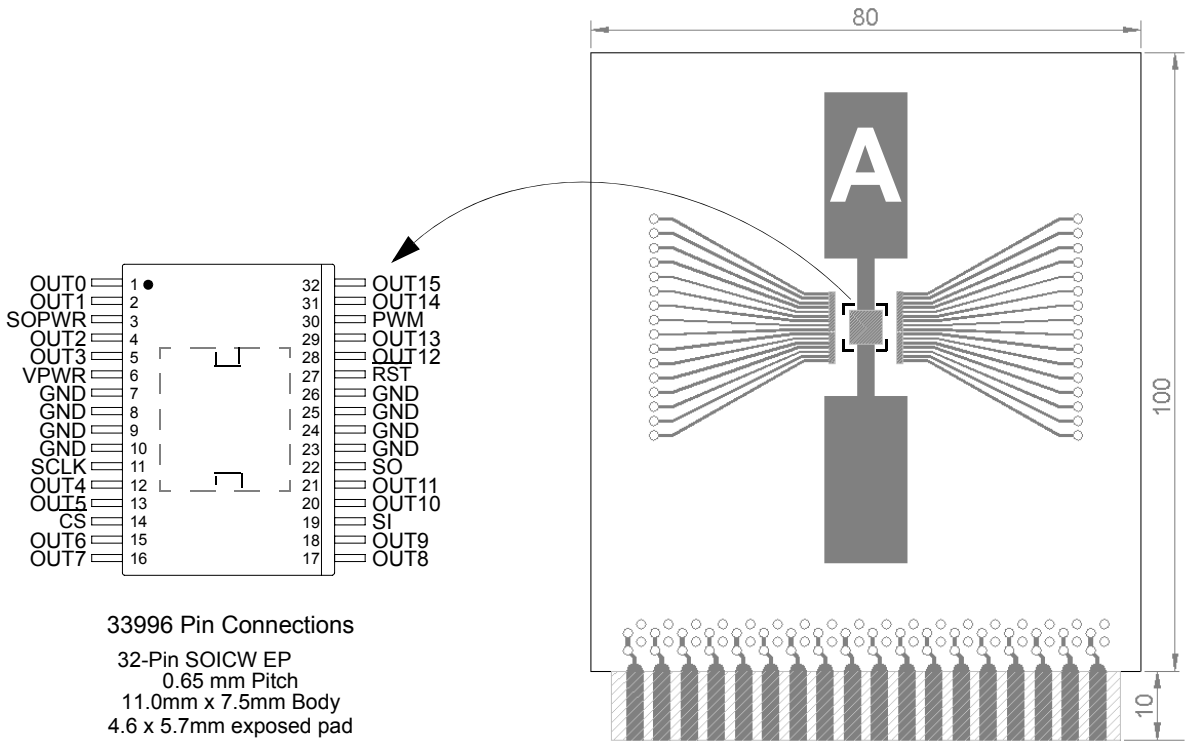 80
A
100
10
OUT0 1 32 OUT15
OUT1 2 31 OUT14
SOPWR 3 30 PWM
OUT2 4 29 OUT13
OUT3 5 28 OUT12
VPWR 6 27 RST
GND 7 26 GND
GND 8 25 GND
GND 9 24 GND
GND 10 23 GND
SCLK 11 22 SO
OUT4 12 21 OUT11
OUT5 13 20 OUT10
CS 14 19 SI
OUT6 15 18 OUT9
OUT7 16 17 OUT8
33996 Pin Connections
32-Pin SOICW EP
0.65 mm Pitch
11.0mm x 7.5mm Body
4.6 x 5.7mm exposed pad